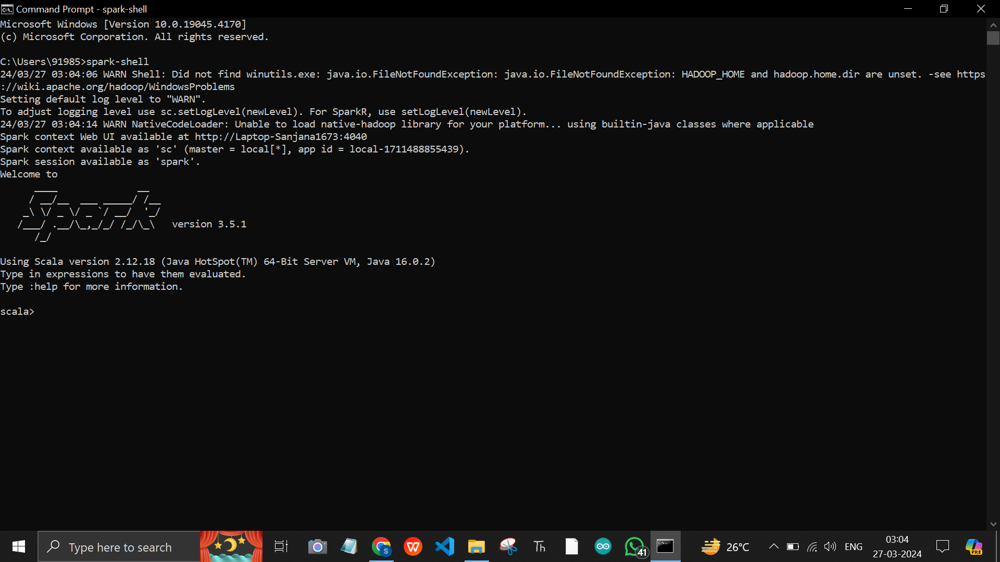 Command Prompt - spark-shell
Microsoft Windows [Version 10.0.19045.4170]
(c) Microsoft Corporation. All rights reserved.
C:\Users\91985>spark-shell
24/03/27 03:04:06 WARN Shell: Did not find winutils.exe: java.io.FileNotFoundException: java.io.FileNotFoundException: HADOOP_HOME and hadoop.home.dir are unset. -see https
://wiki.apache.org/hadoop/WindowsProblems
Setting default log level to "WARN".
To adjust logging level use sc.setLogLevel(newLevel). For SparkR, use setLogLevel(newLevel).
24/03/27 03:04:14 WARN NativeCodeLoader: Unable to load native-hadoop library for your platform... using builtin-java classes where applicable
Spark context Web UI available at http://Laptop-Sanjana1673:4040
Spark context available as 'sc' (master = local[*], app id = local-1711488855439).
Spark session available as 'spark'.
Welcome to
      ____              __
     / __/__  ___ _____/ /__
    _\ \/ _ \/ _ `/ __/  '_/
   /___/ .__/\_,_/_/ /_/\_\   version 3.5.1
      /_/
Using Scala version 2.12.18 (Java HotSpot(TM) 64-Bit Server VM, Java 16.0.2)
Type in expressions to have them evaluated.
Type :help for more information.
scala>
Type here to search
S
W
Th
41
26°C
ENG
03:04
27-03-2024
PRE